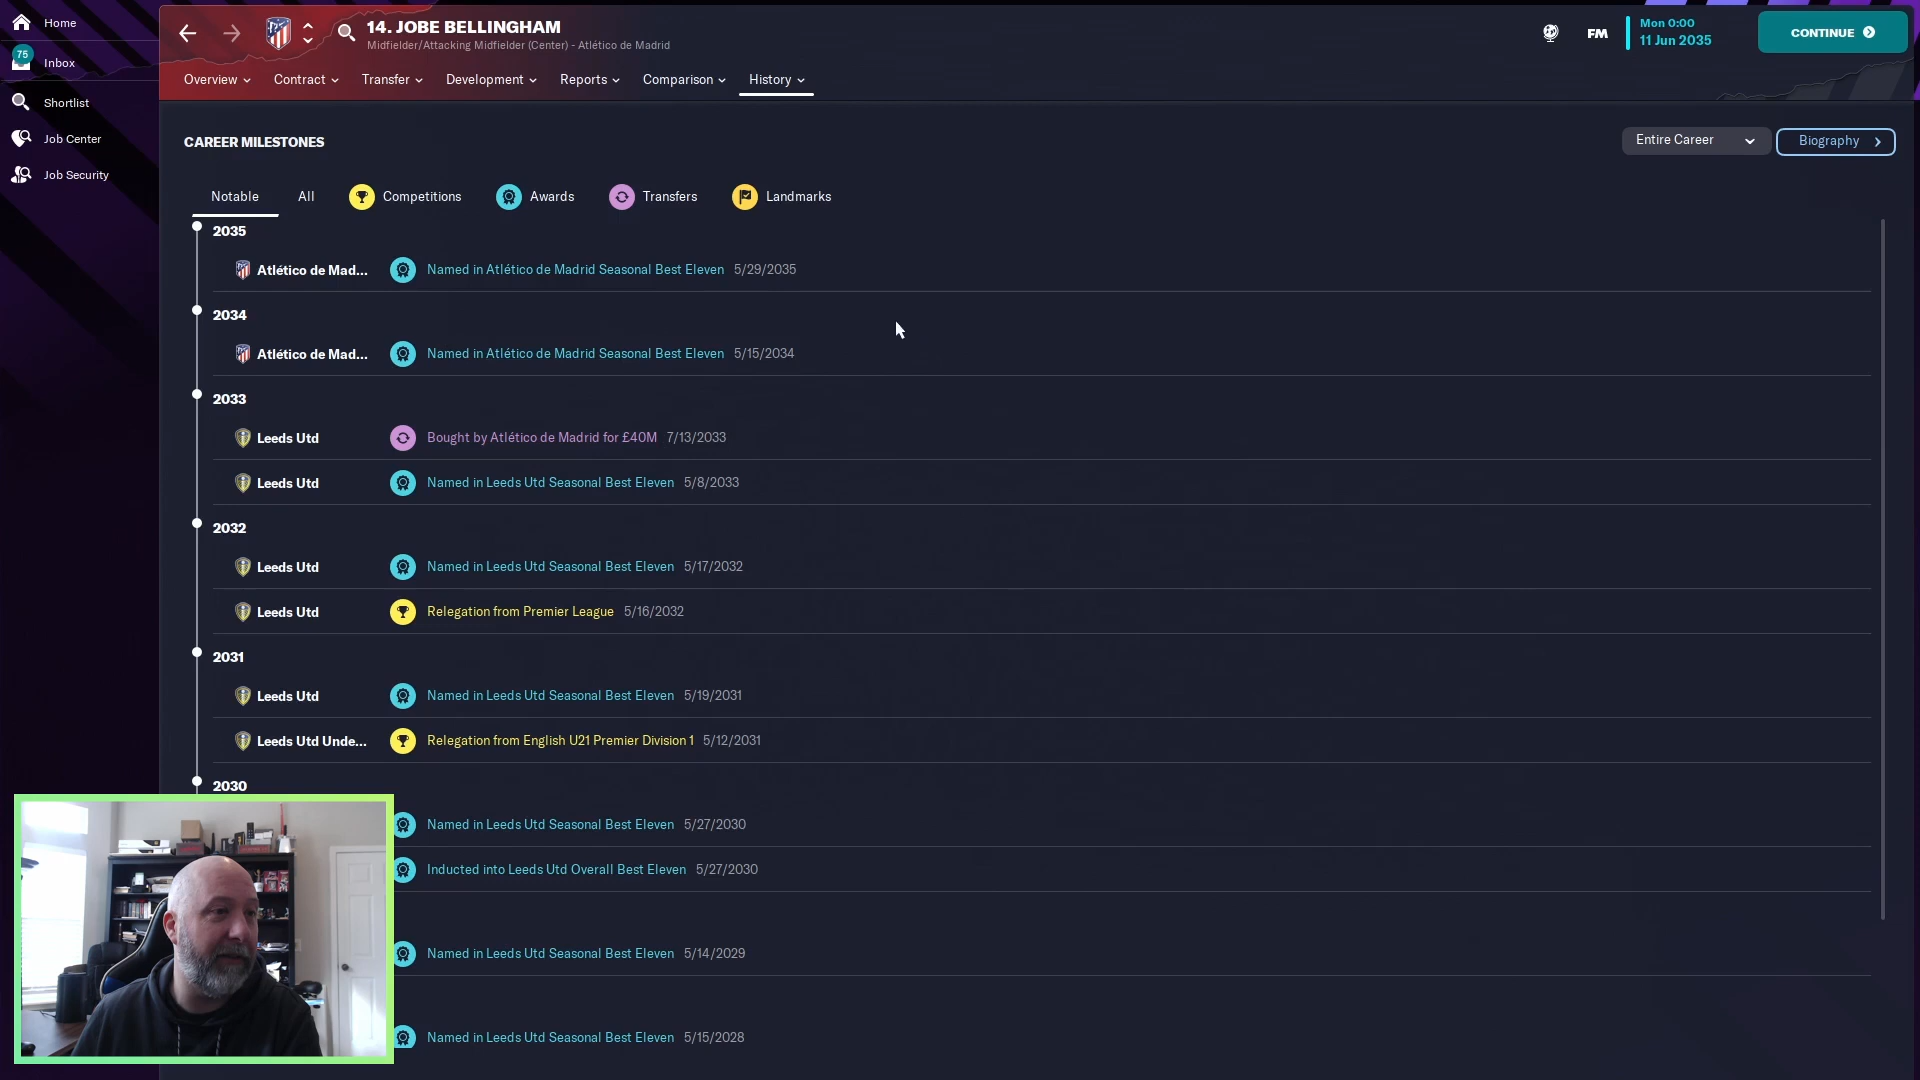 Home
75
Inbox
Shortlist
Job Center
Job Security
14. JOBE BELLINGHAM
Midfielder/Attacking Midfielder (Center) - Atlético de Madrid
FM
Mon 0:00
11 Jun 2035
CONTINUE
Overview
Contract
Transfer
Development
Reports
Comparison
History
CAREER MILESTONES
Entire Career
Biography
Notable
All
Competitions
Awards
Transfers
Landmarks
2035
Atlético de Mad... Named in Atlético de Madrid Seasonal Best Eleven 5/29/2035
2034
Atlético de Mad... Named in Atlético de Madrid Seasonal Best Eleven 5/15/2034
2033
Leeds Utd Bought by Atlético de Madrid for £40M 7/13/2033
Leeds Utd Named in Leeds Utd Seasonal Best Eleven 5/8/2033
2032
Leeds Utd Named in Leeds Utd Seasonal Best Eleven 5/17/2032
Leeds Utd Relegation from Premier League 5/16/2032
2031
Leeds Utd Named in Leeds Utd Seasonal Best Eleven 5/19/2031
Leeds Utd Unde... Relegation from English U21 Premier Division 1 5/12/2031
2030
Named in Leeds Utd Seasonal Best Eleven 5/27/2030
Inducted into Leeds Utd Overall Best Eleven 5/27/2030
Named in Leeds Utd Seasonal Best Eleven 5/14/2029
Named in Leeds Utd Seasonal Best Eleven 5/15/2028